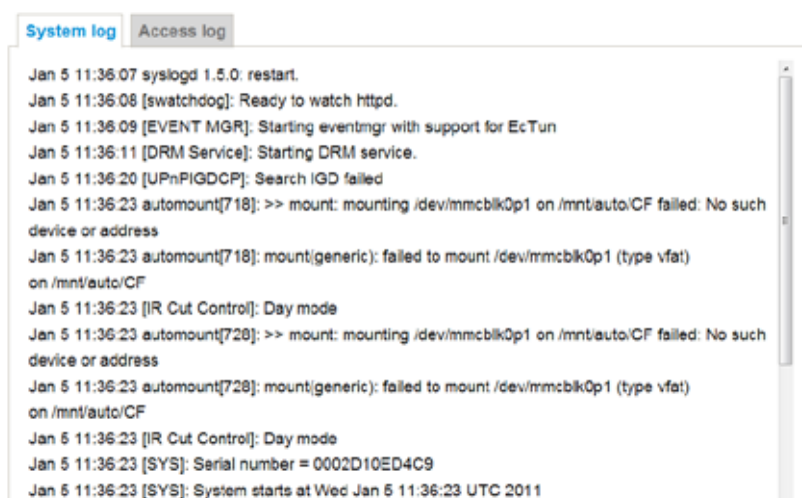 System log Access log
Jan 5 11:36:07 syslogd 1.5.0: restart.
Jan 5 11:36:08 [swatchdog]: Ready to watch httpd.
Jan 5 11:36:09 [EVENT MGR]: Starting eventmgr with support for EcTun
Jan 5 11:36:11 [DRM Service]: Starting DRM service.
Jan 5 11:36:20 [UPnPIGDCP]: Search IGD failed
Jan 5 11:36:23 automount[718]: >> mount: mounting /dev/mmcblk0p1 on /mnt/auto/CF failed: No such
device or address
Jan 5 11:36:23 automount[718]: mount(generic): failed to mount /dev/mmcblk0p1 (type vfat)
on /mnt/auto/CF
Jan 5 11:36:23 [IR Cut Control]: Day mode
Jan 5 11:36:23 automount[728]: >> mount: mounting /dev/mmcblk0p1 on /mnt/auto/CF failed: No such
device or address
Jan 5 11:36:23 automount[728]: mount(generic): failed to mount /dev/mmcblk0p1 (type vfat)
on /mnt/auto/CF
Jan 5 11:36:23 [IR Cut Control]: Day mode
Jan 5 11:36:23 [SYS]: Serial number = 0002D10ED4C9
Jan 5 11:36:23 [SYS]: System starts at Wed Jan 5 11:36:23 UTC 2011